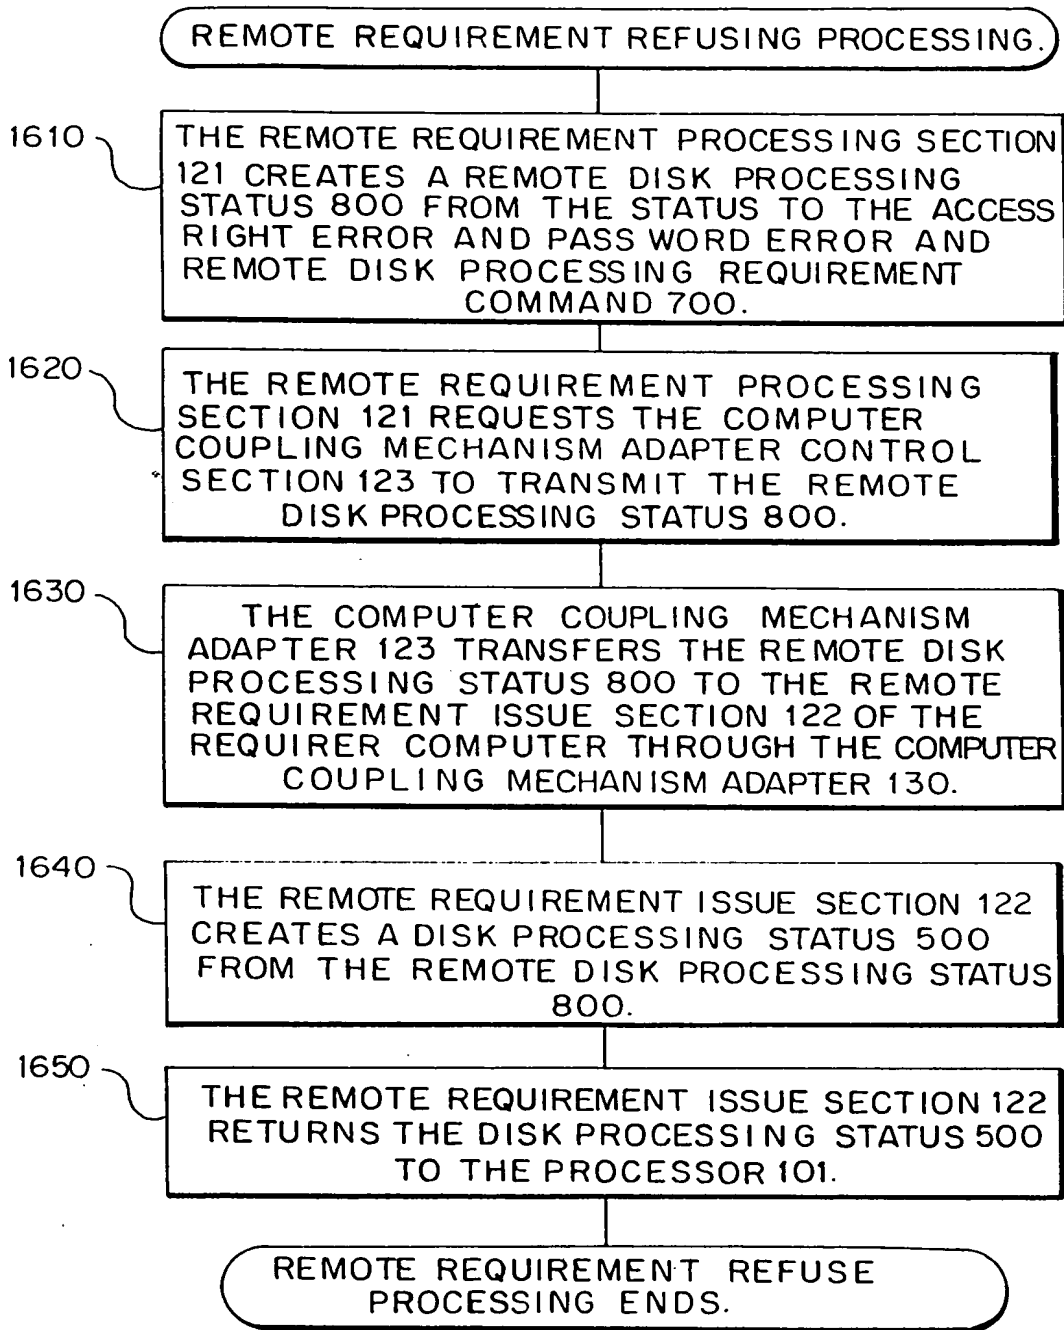 REMOTE REQUIREMENT REFUSING PROCESSING.
1610
THE REMOTE REQUIREMENT PROCESSING SECTION
121 CREATES A REMOTE DISK PROCESSING
STATUS 800 FROM THE STATUS TO THE ACCESS
RIGHT ERROR AND PASS WORD ERROR AND
REMOTE DISK PROCESSING REQUIREMENT
COMMAND 700.
1620
THE REMOTE REQUIREMENT PROCESSING
SECTION 121 REQUESTS THE COMPUTER
COUPLING MECHANISM ADAPTER CONTROL
SECTION 123 TO TRANSMIT THE REMOTE
DISK PROCESSING STATUS 800.
1630
THE COMPUTER COUPLING MECHANISM
ADAPTER 123 TRANSFERS THE REMOTE DISK
PROCESSING STATUS 800 TO THE REMOTE
REQUIREMENT ISSUE SECTION 122 OF THE
REQUIRER COMPUTER THROUGH THE COMPUTER
COUPLING MECHANISM ADAPTER 130.
1640
THE REMOTE REQUIREMENT ISSUE SECTION 122
CREATES A DISK PROCESSING STATUS 500
FROM THE REMOTE DISK PROCESSING STATUS
800.
1650
THE REMOTE REQUIREMENT ISSUE SECTION 122
RETURNS THE DISK PROCESSING STATUS 500
TO THE PROCESSOR 101.
REMOTE REQUIREMENT REFUSE
PROCESSING ENDS.